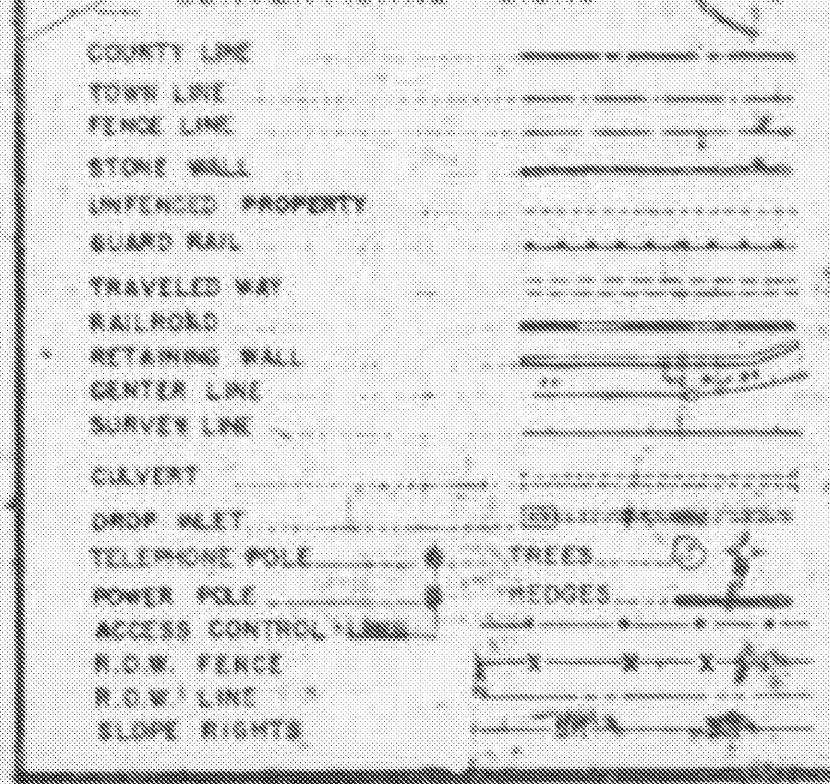 COUNTY LINE
TOWN LINE
FENCE LINE
STONE WALL
UNFENCED PROPERTY
GUARD RAIL
TRAVELED WAY
RAILROAD
RETAINING WALL
CENTER LINE
SURVEY LINE
CULVERT
DROP INLET
TELEPHONE POLE TREES
POWER POLE HEDGES
ACCESS CONTROL LINES
R.O.W. FENCE X X X
R.O.W. LINE
SLOPE RIGHTS